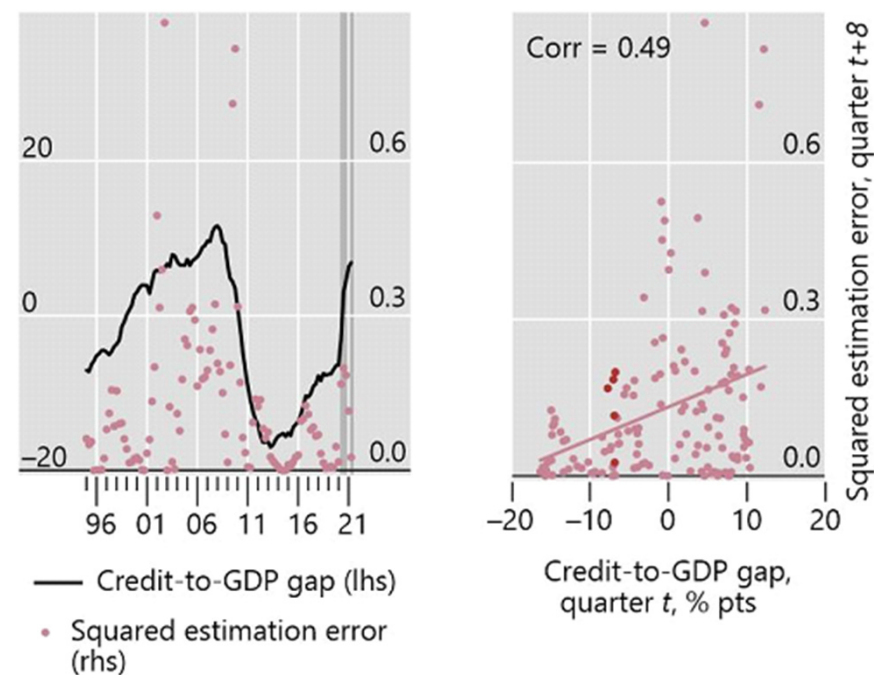 20
0
–20
0.6
0.3
0.0
96 01 06 11 16 21
Credit-to-GDP gap (lhs)
Squared estimation error
(rhs)
Corr = 0.49
0.6
0.3
0.0
–20 –10 0 10 20
Credit-to-GDP gap,
quarter t, % pts
Squared estimation error, quarter t+8